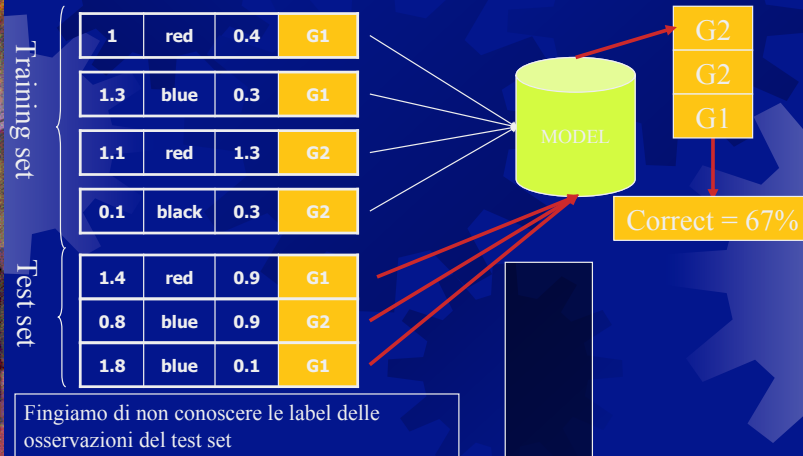 Training set
1 red 0.4 G1
1.3 blue 0.3 G1
1.1 red 1.3 G2
0.1 black 0.3 G2
Test set
1.4 red 0.9 G1
0.8 blue 0.9 G2
1.8 blue 0.1 G1
MODEL
G2
G2
G1
Correct = 67%
Fingiamo di non conoscere le label delle
osservazioni del test set